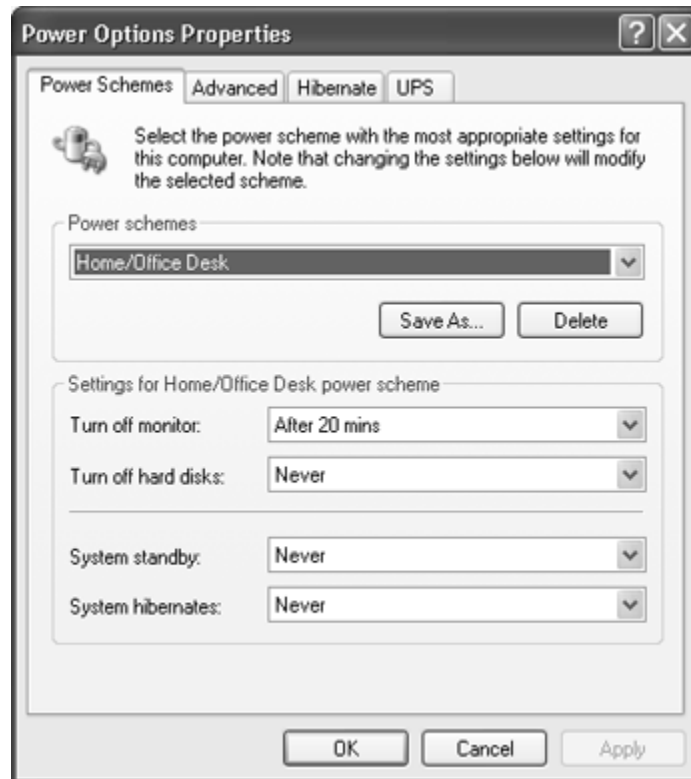 Power Options Properties
Power Schemes Advanced Hibernate UPS
Select the power scheme with the most appropriate settings for
this computer. Note that changing the settings below will modify
the selected scheme.
Power schemes
Home/Office Desk
Save As... Delete
Settings for Home/Office Desk power scheme
Turn off monitor: After 20 mins
Turn off hard disks: Never
System standby: Never
System hibernates: Never
OK Cancel Apply